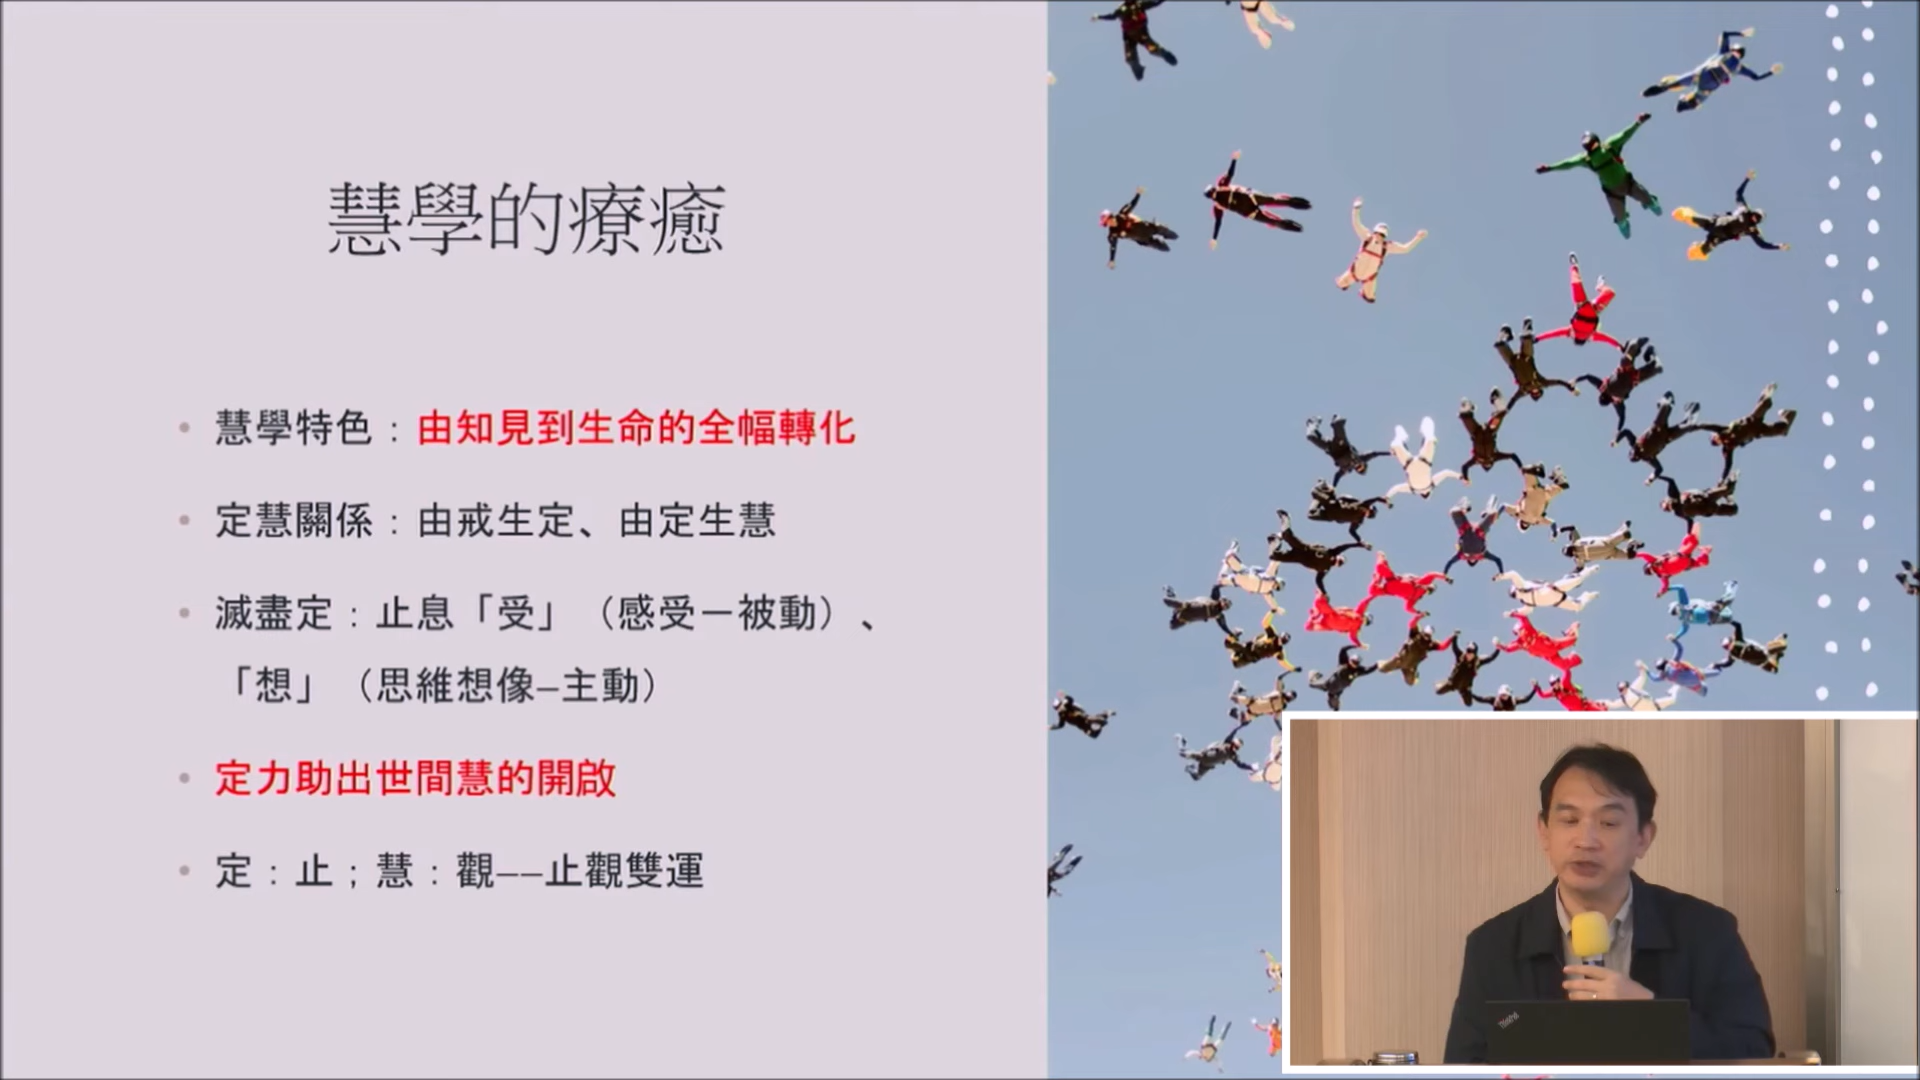 慧學的療癒
• 慧學特色：由知見到生命的全幅轉化
• 定慧關係：由戒生定、由定生慧
• 滅盡定：止息「受」（感受－被動）、
「想」（思維想像–主動）
• 定力助出世間慧的開啟
• 定：止；慧：觀––止觀雙運
ThinkPad